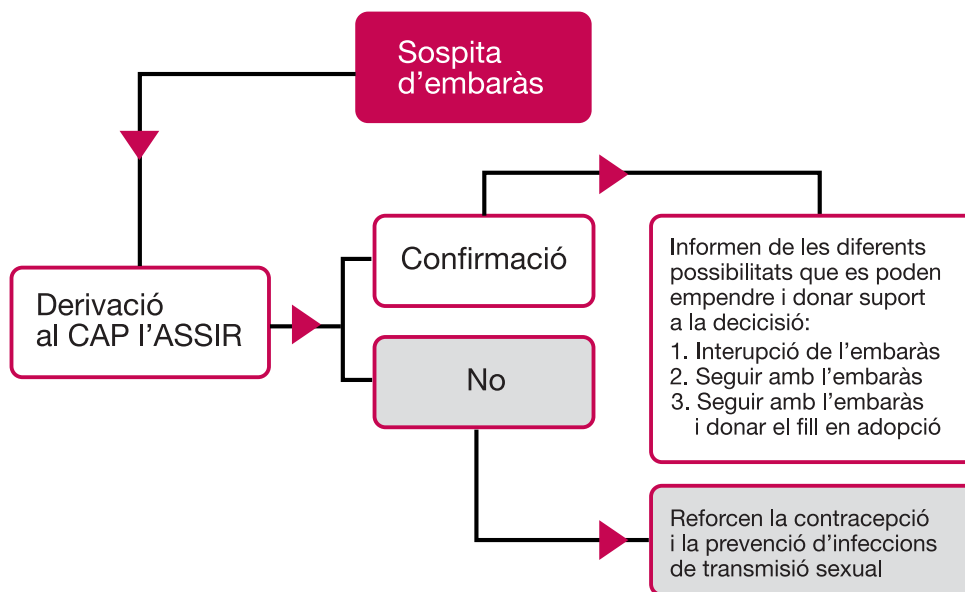 Sospita
d'embaràs
Derivació
al CAP l'ASSIR
Confirmació
No
Informen de les diferents
possibilitats que es poden
empendre i donar suport
a la decicisió:
1. Interupció de l'embaràs
2. Seguir amb l'embaràs
3. Seguir amb l'embaràs
i donar el fill en adopció
Reforcen la contracepció
i la prevenció d'infeccions
de transmisió sexual